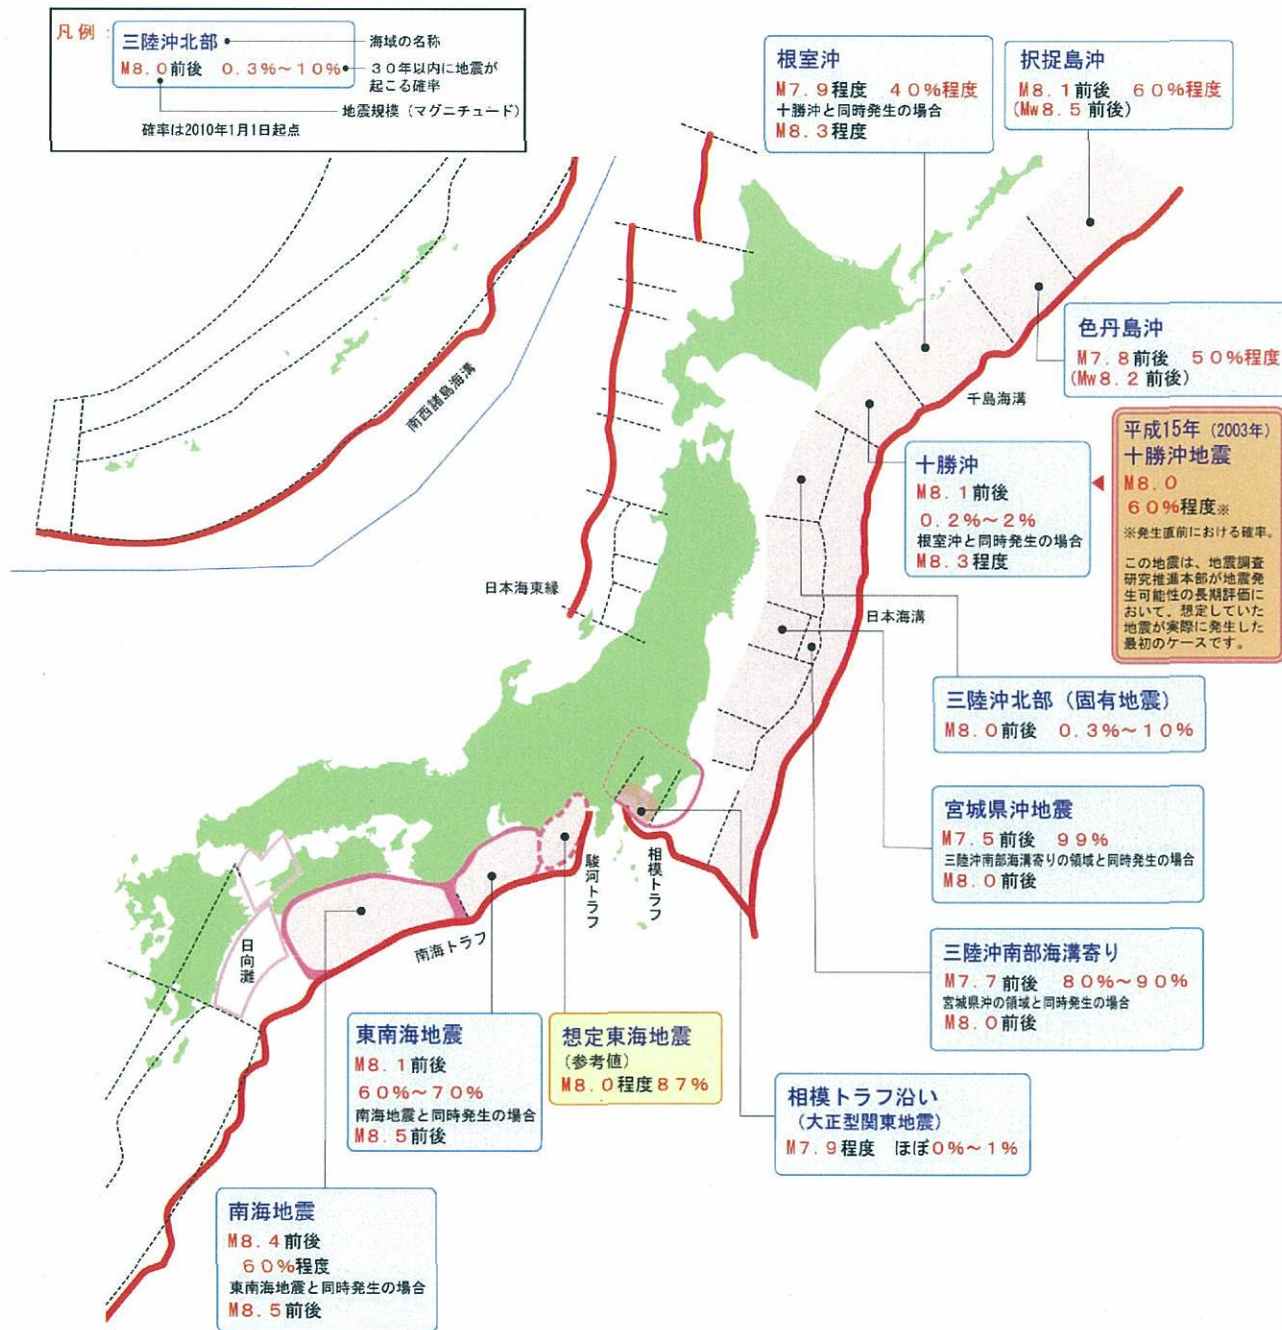 凡例:
三陸沖北部
M8.0前後 0.3%~10%
海域の名称
30年以内に地震が
起こる確率
地震規模(マグニチュード)
確率は2010年1月1日起点
根室沖
M7.9程度 40%程度
十勝沖と同時発生の場合
M8.3程度
択捉島沖
M8.1前後 60%程度
(Mw8.5前後)
色丹島沖
M7.8前後 50%程度
(Mw8.2前後)
千島海溝
南西諸島海溝
十勝沖
M8.1前後
0.2%~2%
根室沖と同時発生の場合
M8.3程度
平成15年(2003年)
十勝沖地震
M8.0
60%程度※
※発生直前における確率。
この地震は、地震調査
研究推進本部が地震発
生可能性の長期評価に
おいて、想定していた
地震が実際に発生した
最初のケースです。
日本海東縁
日本海溝
三陸沖北部(固有地震)
M8.0前後 0.3%~10%
宮城県沖地震
M7.5前後 99%
三陸沖南部海溝寄りの領域と同時発生の場合
M8.0前後
駿河トラフ
相模トラフ
南海トラフ
日向灘
三陸沖南部海溝寄り
M7.7前後 80%~90%
宮城県沖の領域と同時発生の場合
M8.0前後
東南海地震
M8.1前後
60%~70%
南海地震と同時発生の場合
M8.5前後
想定東海地震
(参考値)
M8.0程度87%
相模トラフ沿い
(大正型関東地震)
M7.9程度 ほぼ0%~1%
南海地震
M8.4前後
60%程度
東南海地震と同時発生の場合
M8.5前後